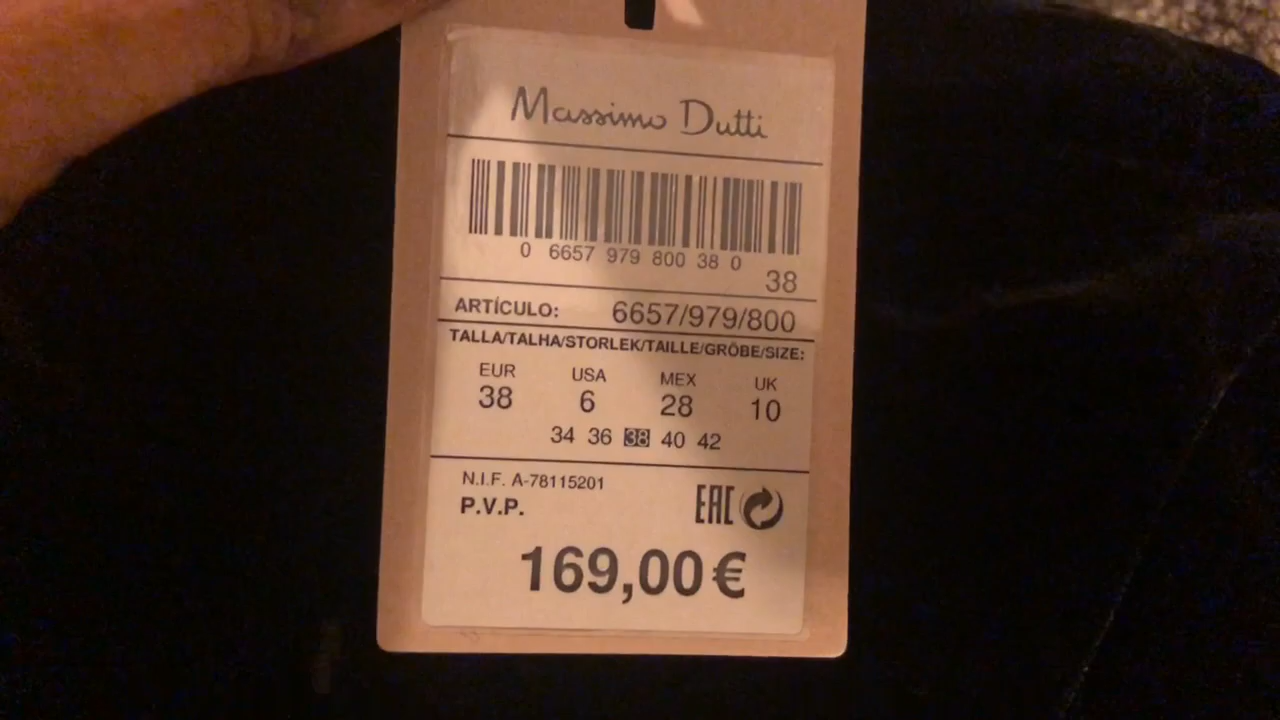 Massimo Dutti
0 6657 979 800 38 0
38
ARTÍCULO: 6657/979/800
TALLA/TALHA/STORLEK/TAILLE/GRÖBE/SIZE:
EUR USA MEX UK
38 6 28 10
34 36 38 40 42
N.I.F. A-78115201
P.V.P. EAC
169,00€